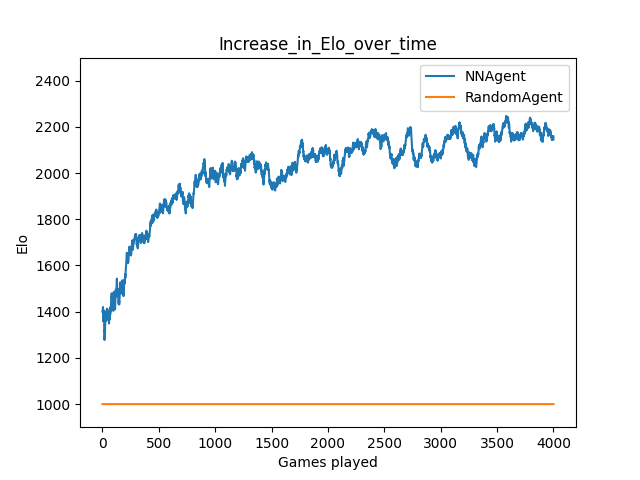 Increase_in_Elo_over_time
NNAgent
RandomAgent
2400
2200
2000
1800
1600
1400
1200
1000
Elo
0 500 1000 1500 2000 2500 3000 3500 4000
Games played